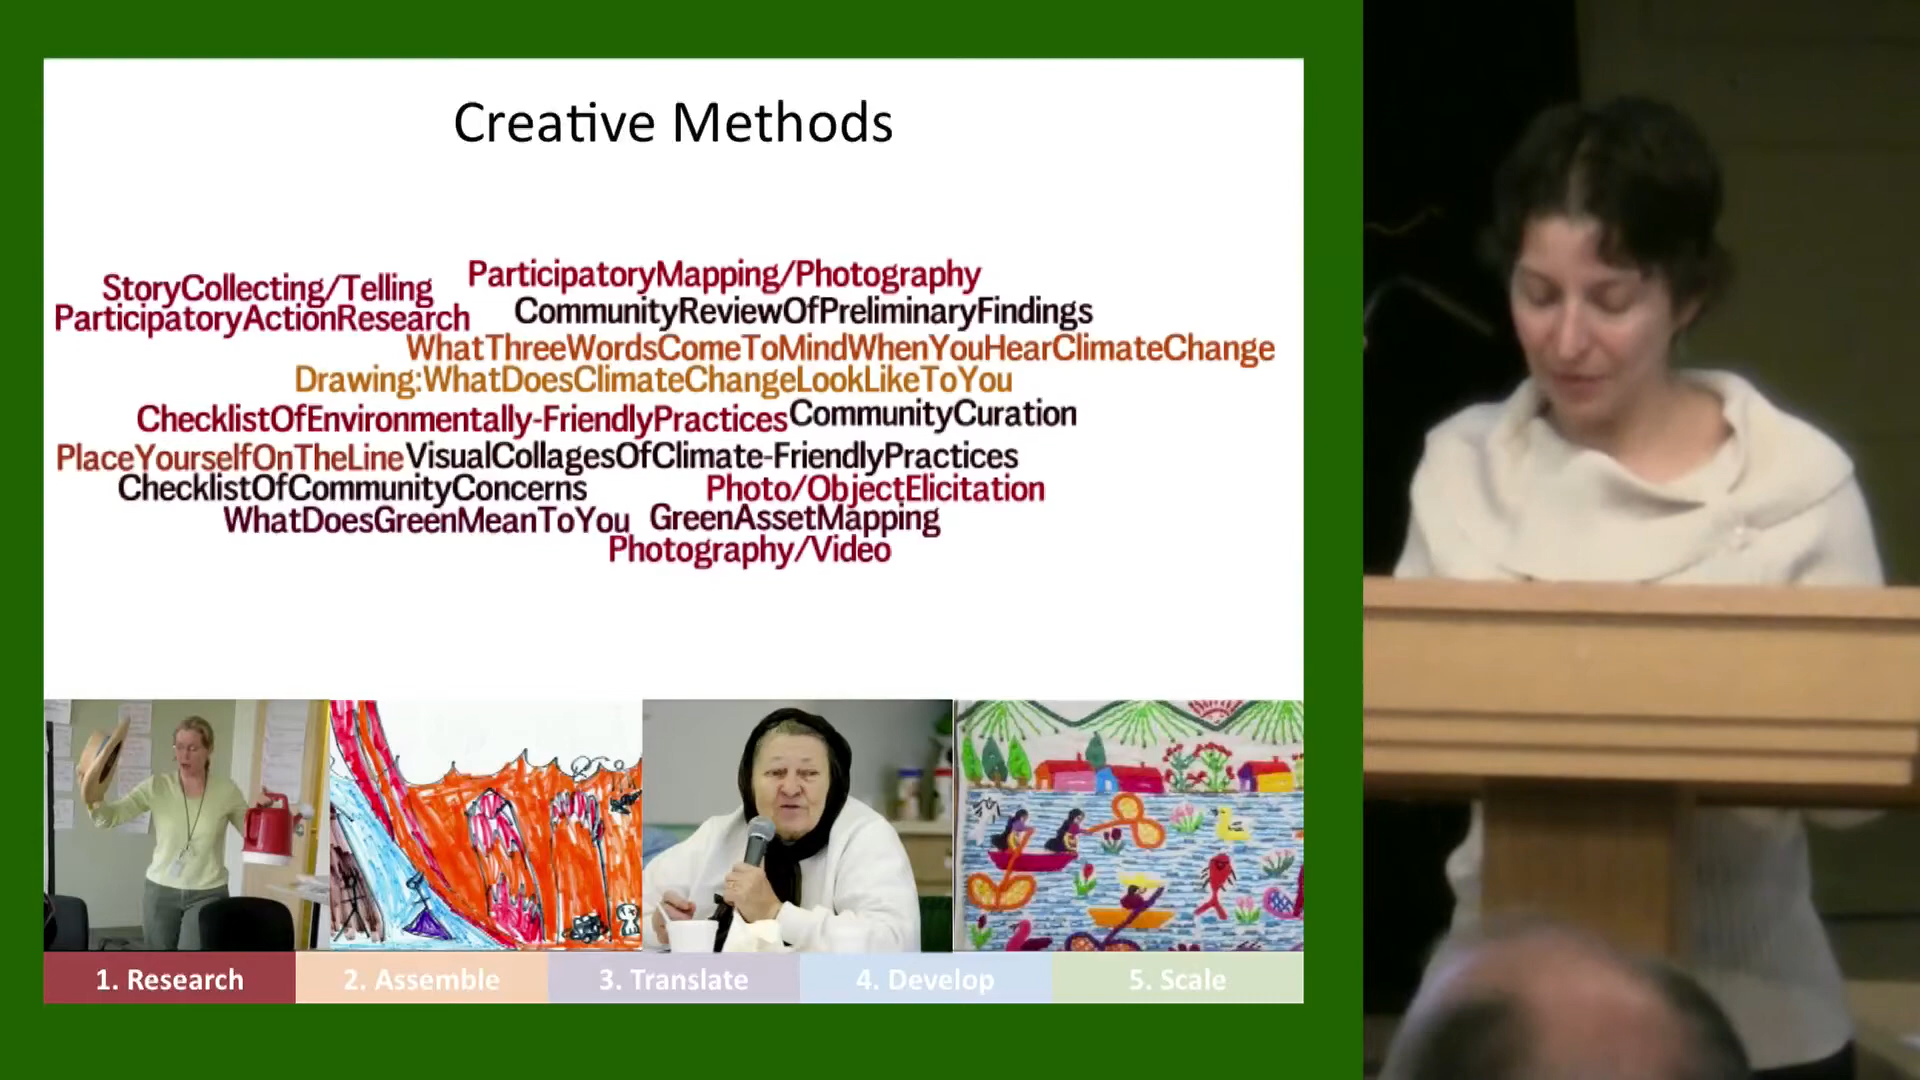 Creative Methods
StoryCollecting/Telling
ParticipatoryMapping/Photography
ParticipatoryActionResearch
CommunityReviewOfPreliminaryFindings
WhatThreeWordsComeToMindWhenYouHearClimateChange
Drawing:WhatDoesClimateChangeLookLikeToYou
ChecklistOfEnvironmentally-FriendlyPractices
CommunityCuration
PlaceYourselfOnTheLine
VisualCollagesOfClimate-FriendlyPractices
ChecklistOfCommunityConcerns
Photo/ObjectElicitation
WhatDoesGreenMeanToYou
GreenAssetMapping
Photography/Video
1. Research
2. Assemble
3. Translate
4. Develop
5. Scale